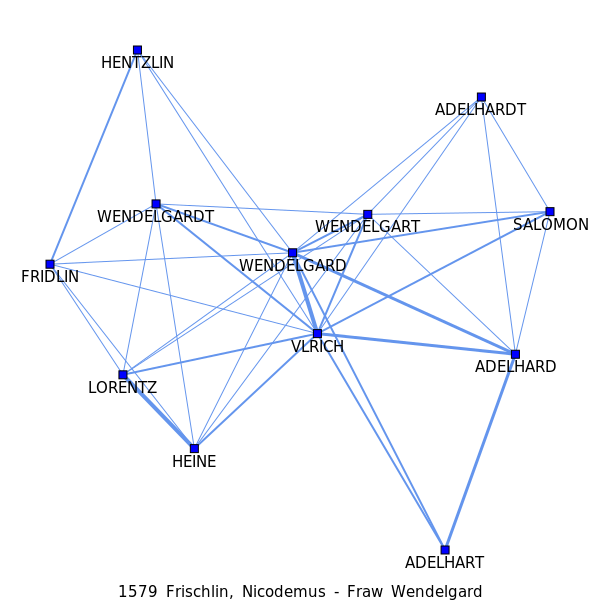 HENTZLIN
ADELHARDT
WENDELGARDT
WENDELGART
SALOMON
WENDELGARD
FRIDLIN
VLRICH
ADELHARD
LORENTZ
HEINE
ADELHART
1579 Frischlin, Nicodemus - Fraw Wendelgard